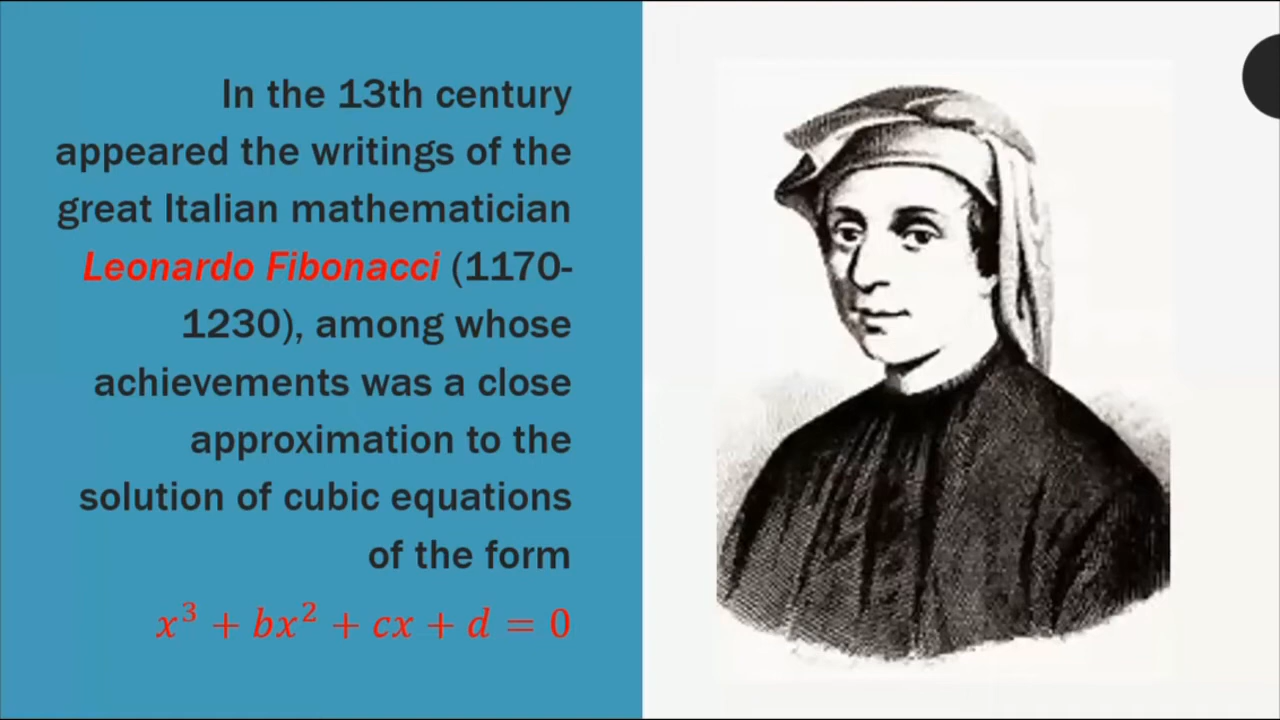 In the 13th century
appeared the writings of the
great Italian mathematician
Leonardo Fibonacci (1170-
1230), among whose
achievements was a close
approximation to the
solution of cubic equations
of the form
x³ + bx² + cx + d = 0